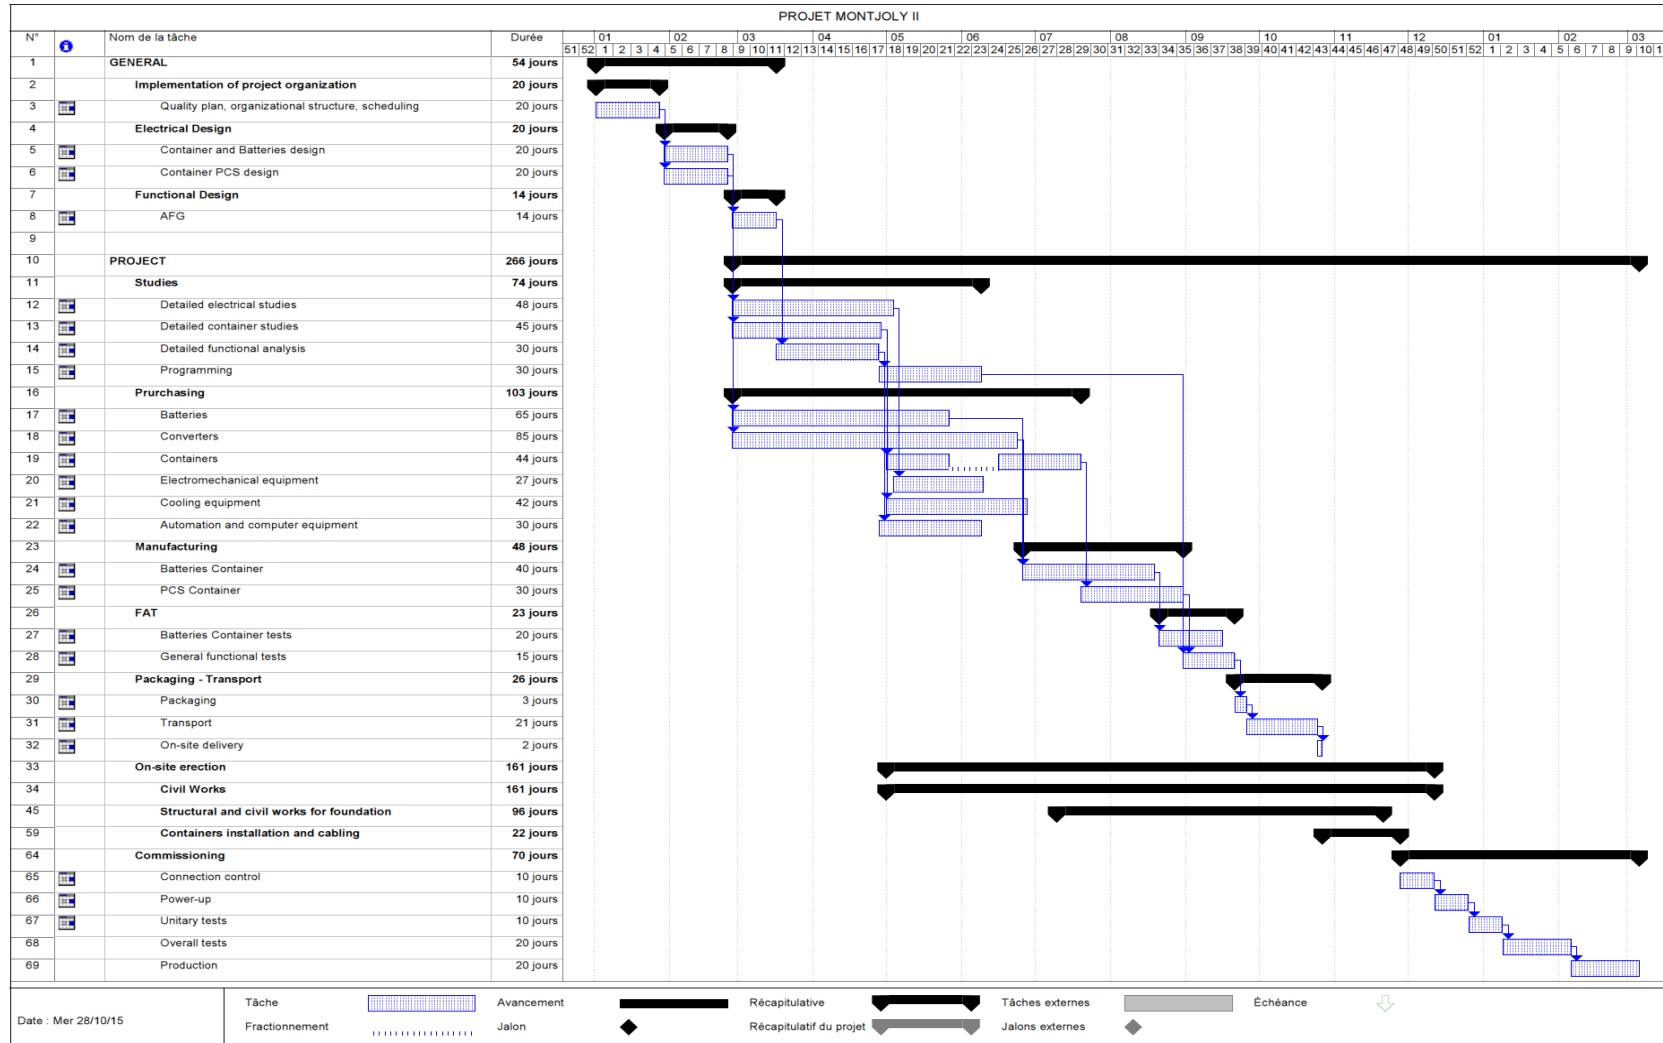 PROJET MONTJOLY II
N° Nom de la tâche Durée 01 02 03 04 05 06 07 08 09 10 11 12 01 02 03
51 52 1 2 3 4 5 6 7 8 9 10 11 12 13 14 15 16 17 18 19 20 21 22 23 24 25 26 27 28 29 30 31 32 33 34 35 36 37 38 39 40 41 42 43 44 45 46 47 48 49 50 51 52 1 2 3 4 5 6 7 8 9 10 1
1 GENERAL 54 jours
2 Implementation of project organization 20 jours
3 Quality plan, organizational structure, scheduling 20 jours
4 Electrical Design 20 jours
5 Container and Batteries design 20 jours
6 Container PCS design 20 jours
7 Functional Design 14 jours
8 AFG 14 jours
9
10 PROJECT 266 jours
11 Studies 74 jours
12 Detailed electrical studies 48 jours
13 Detailed container studies 45 jours
14 Detailed functional analysis 30 jours
15 Programming 30 jours
16 Prurchasing 103 jours
17 Batteries 65 jours
18 Converters 85 jours
19 Containers 44 jours
20 Electromechanical equipment 27 jours
21 Cooling equipment 42 jours
22 Automation and computer equipment 30 jours
23 Manufacturing 48 jours
24 Batteries Container 40 jours
25 PCS Container 30 jours
26 FAT 23 jours
27 Batteries Container tests 20 jours
28 General functional tests 15 jours
29 Packaging - Transport 26 jours
30 Packaging 3 jours
31 Transport 21 jours
32 On-site delivery 2 jours
33 On-site erection 161 jours
34 Civil Works 161 jours
45 Structural and civil works for foundation 96 jours
59 Containers installation and cabling 22 jours
64 Commissioning 70 jours
65 Connection control 10 jours
66 Power-up 10 jours
67 Unitary tests 10 jours
68 Overall tests 20 jours
69 Production 20 jours
Date : Mer 28/10/15
Tâche Avancement Récapitulative Tâches externes Échéance
Fractionnement Jalon Récapitulatif du projet Jalons externes